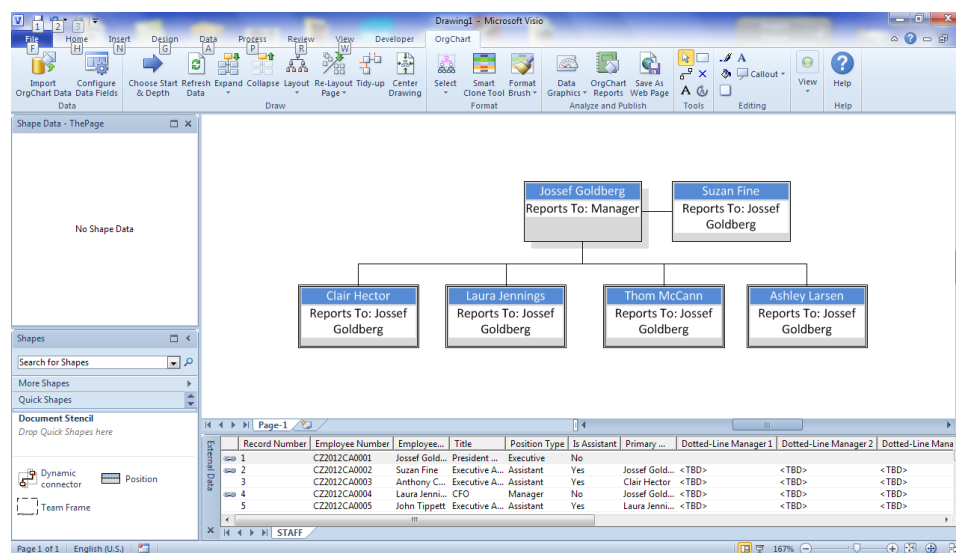 Drawing1 - Microsoft Visio
1 2 3
File Home Insert Design Data Process Review View Developer OrgChart
F H N G A P R W
Import OrgChart Data
Configure Data Fields
Data
Choose Start & Depth
Refresh Data
Expand
Collapse
Layout
Re-Layout Page
Tidy-up
Center Drawing
Draw
Select
Smart Clone Tool
Format Brush
Format
Data Graphics
OrgChart Reports
Save As Web Page
Analyze and Publish
A
Tools
A
Callout
Editing
View
Help
Help
Shape Data - ThePage
No Shape Data
Jossef Goldberg
Reports To: Manager
Suzan Fine
Reports To: Jossef
Goldberg
Clair Hector
Reports To: Jossef
Goldberg
Laura Jennings
Reports To: Jossef
Goldberg
Thom McCann
Reports To: Jossef
Goldberg
Ashley Larsen
Reports To: Jossef
Goldberg
Shapes
Search for Shapes
More Shapes
Quick Shapes
Document Stencil
Drop Quick Shapes here
Dynamic connector
Position
Team Frame
Page-1
External Data
Record Number Employee Number Employee... Title Position Type Is Assistant Primary ... Dotted-Line Manager 1 Dotted-Line Manager 2 Dotted-Line Mana
1 CZ2012CA0001 Jossef Gold... President ... Executive No
2 CZ2012CA0002 Suzan Fine Executive A... Assistant Yes Jossef Gold... <TBD> <TBD> <TBD>
3 CZ2012CA0003 Anthony C... Executive A... Assistant Yes Clair Hector <TBD> <TBD> <TBD>
4 CZ2012CA0004 Laura Jenni... CFO Manager No Jossef Gold... <TBD> <TBD> <TBD>
5 CZ2012CA0005 John Tippett Executive A... Assistant Yes Laura Jenni... <TBD> <TBD> <TBD>
STAFF
Page 1 of 1 English (U.S.) 167%